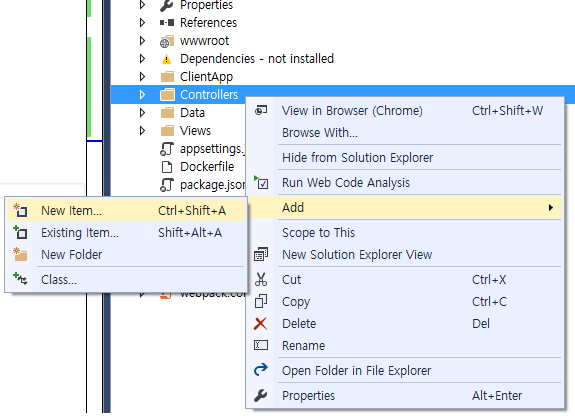 Properties
References
wwwroot
Dependencies - not installed
ClientApp
Controllers
Data
Views
appsettings.j
Dockerfile
package.json
webpack.con
View in Browser (Chrome) Ctrl+Shift+W
Browse With...
Hide from Solution Explorer
Run Web Code Analysis
Add
Scope to This
New Solution Explorer View
Cut Ctrl+X
Copy Ctrl+C
Delete Del
Rename
Open Folder in File Explorer
Properties Alt+Enter
New Item... Ctrl+Shift+A
Existing Item... Shift+Alt+A
New Folder
Class...